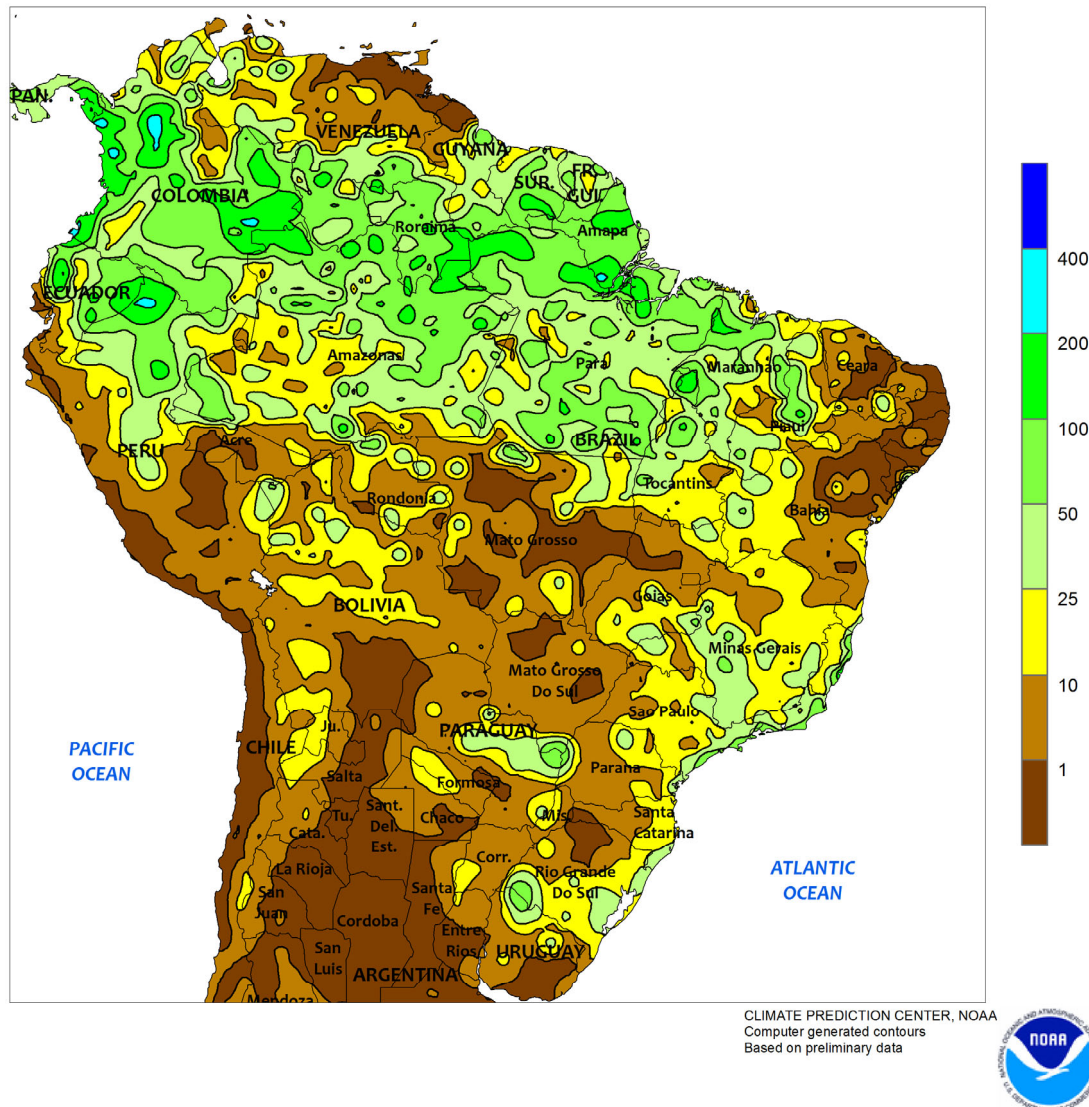 PAN.
VENEZUELA
GUYANA
COLOMBIA
SUR.
FR.
GUI.
Roraima
Amapa
ECUADOR
Amazonas
Para
Maranhao
Ceara
PERU
Acre
BRAZIL
Piaui
Rondonia
Tocantins
Bahia
Mato Grosso
BOLIVIA
Goias
Minas Gerais
Mato Grosso
Do Sul
Sao Paulo
PACIFIC
OCEAN
CHILE
Ju.
PARAGUAY
Salta
Formosa
Parana
Cata.
Tu.
Sant.
Del.
Est.
Chaco
Mis.
Santa
Catarina
La Rioja
Corr.
Rio Grande
Do Sul
ATLANTIC
OCEAN
San
Juan
Cordoba
Santa
Fe
Entre
Rios
San
Luis
URUGUAY
ARGENTINA
Mendoza
400
200
100
50
25
10
1
CLIMATE PREDICTION CENTER, NOAA
Computer generated contours
Based on preliminary data
NOAA